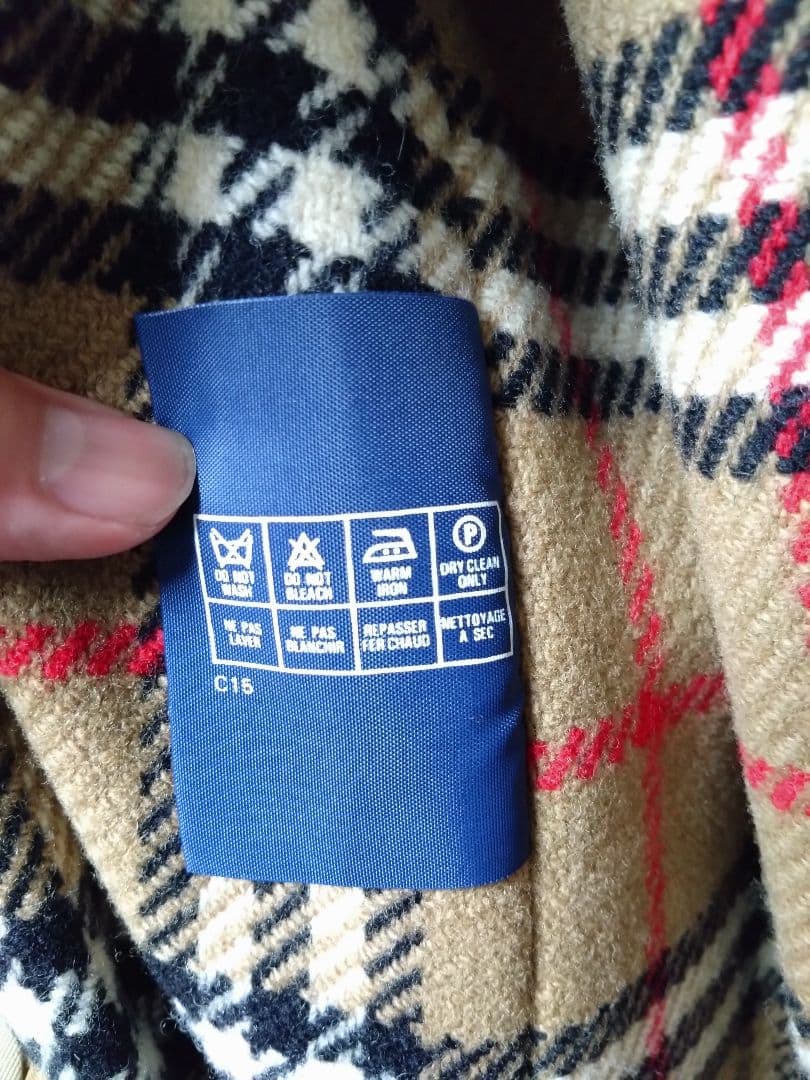 P
DO NOT
WASH
DO NOT
BLEACH
WARM
IRON
DRY CLEAN
ONLY
NE PAS
LAVER
NE PAS
BLANCHIR
REPASSER
FER CHAUD
NETTOYAGE
A SEC
C15